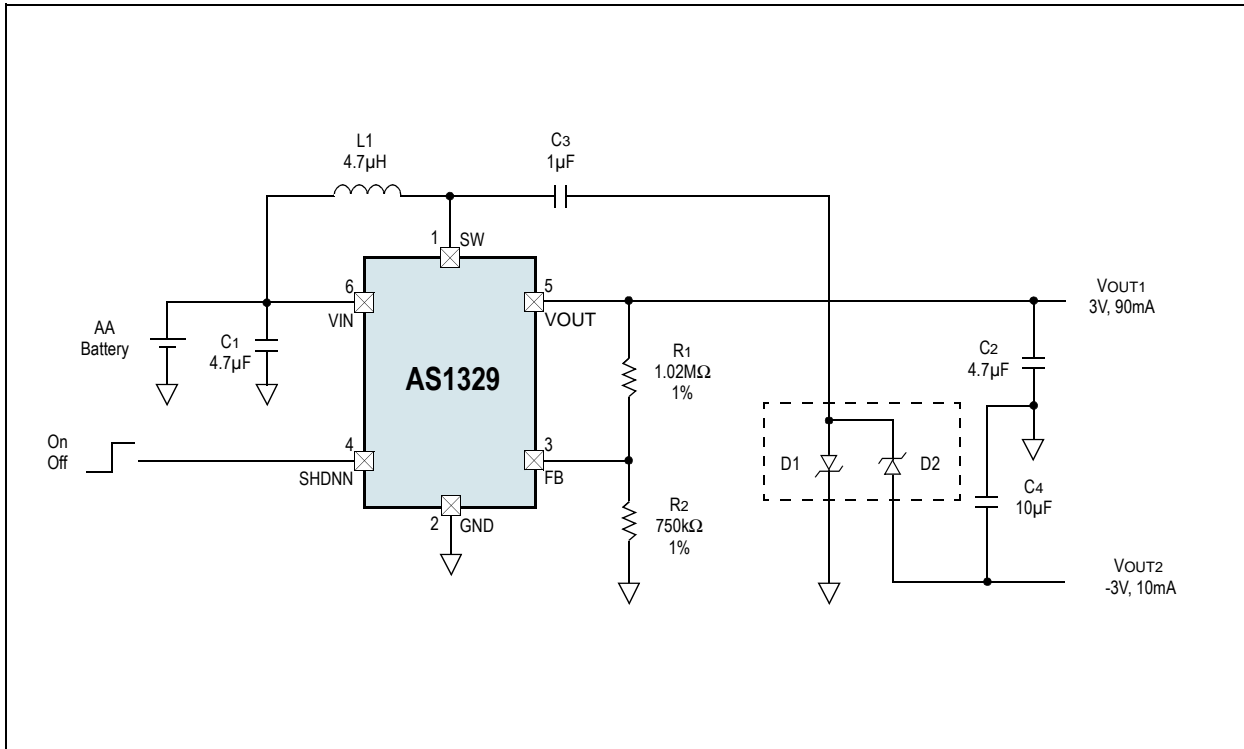 L1
4.7µH
C3
1µF
1
SW
6
VIN
5
VOUT
VOUT1
3V, 90mA
AA
Battery
C1
4.7µF
AS1329
R1
1.02MΩ
1%
C2
4.7µF
On
Off
4
SHDNN
3
FB
D1
D2
C4
10µF
2
GND
R2
750kΩ
1%
VOUT2
-3V, 10mA